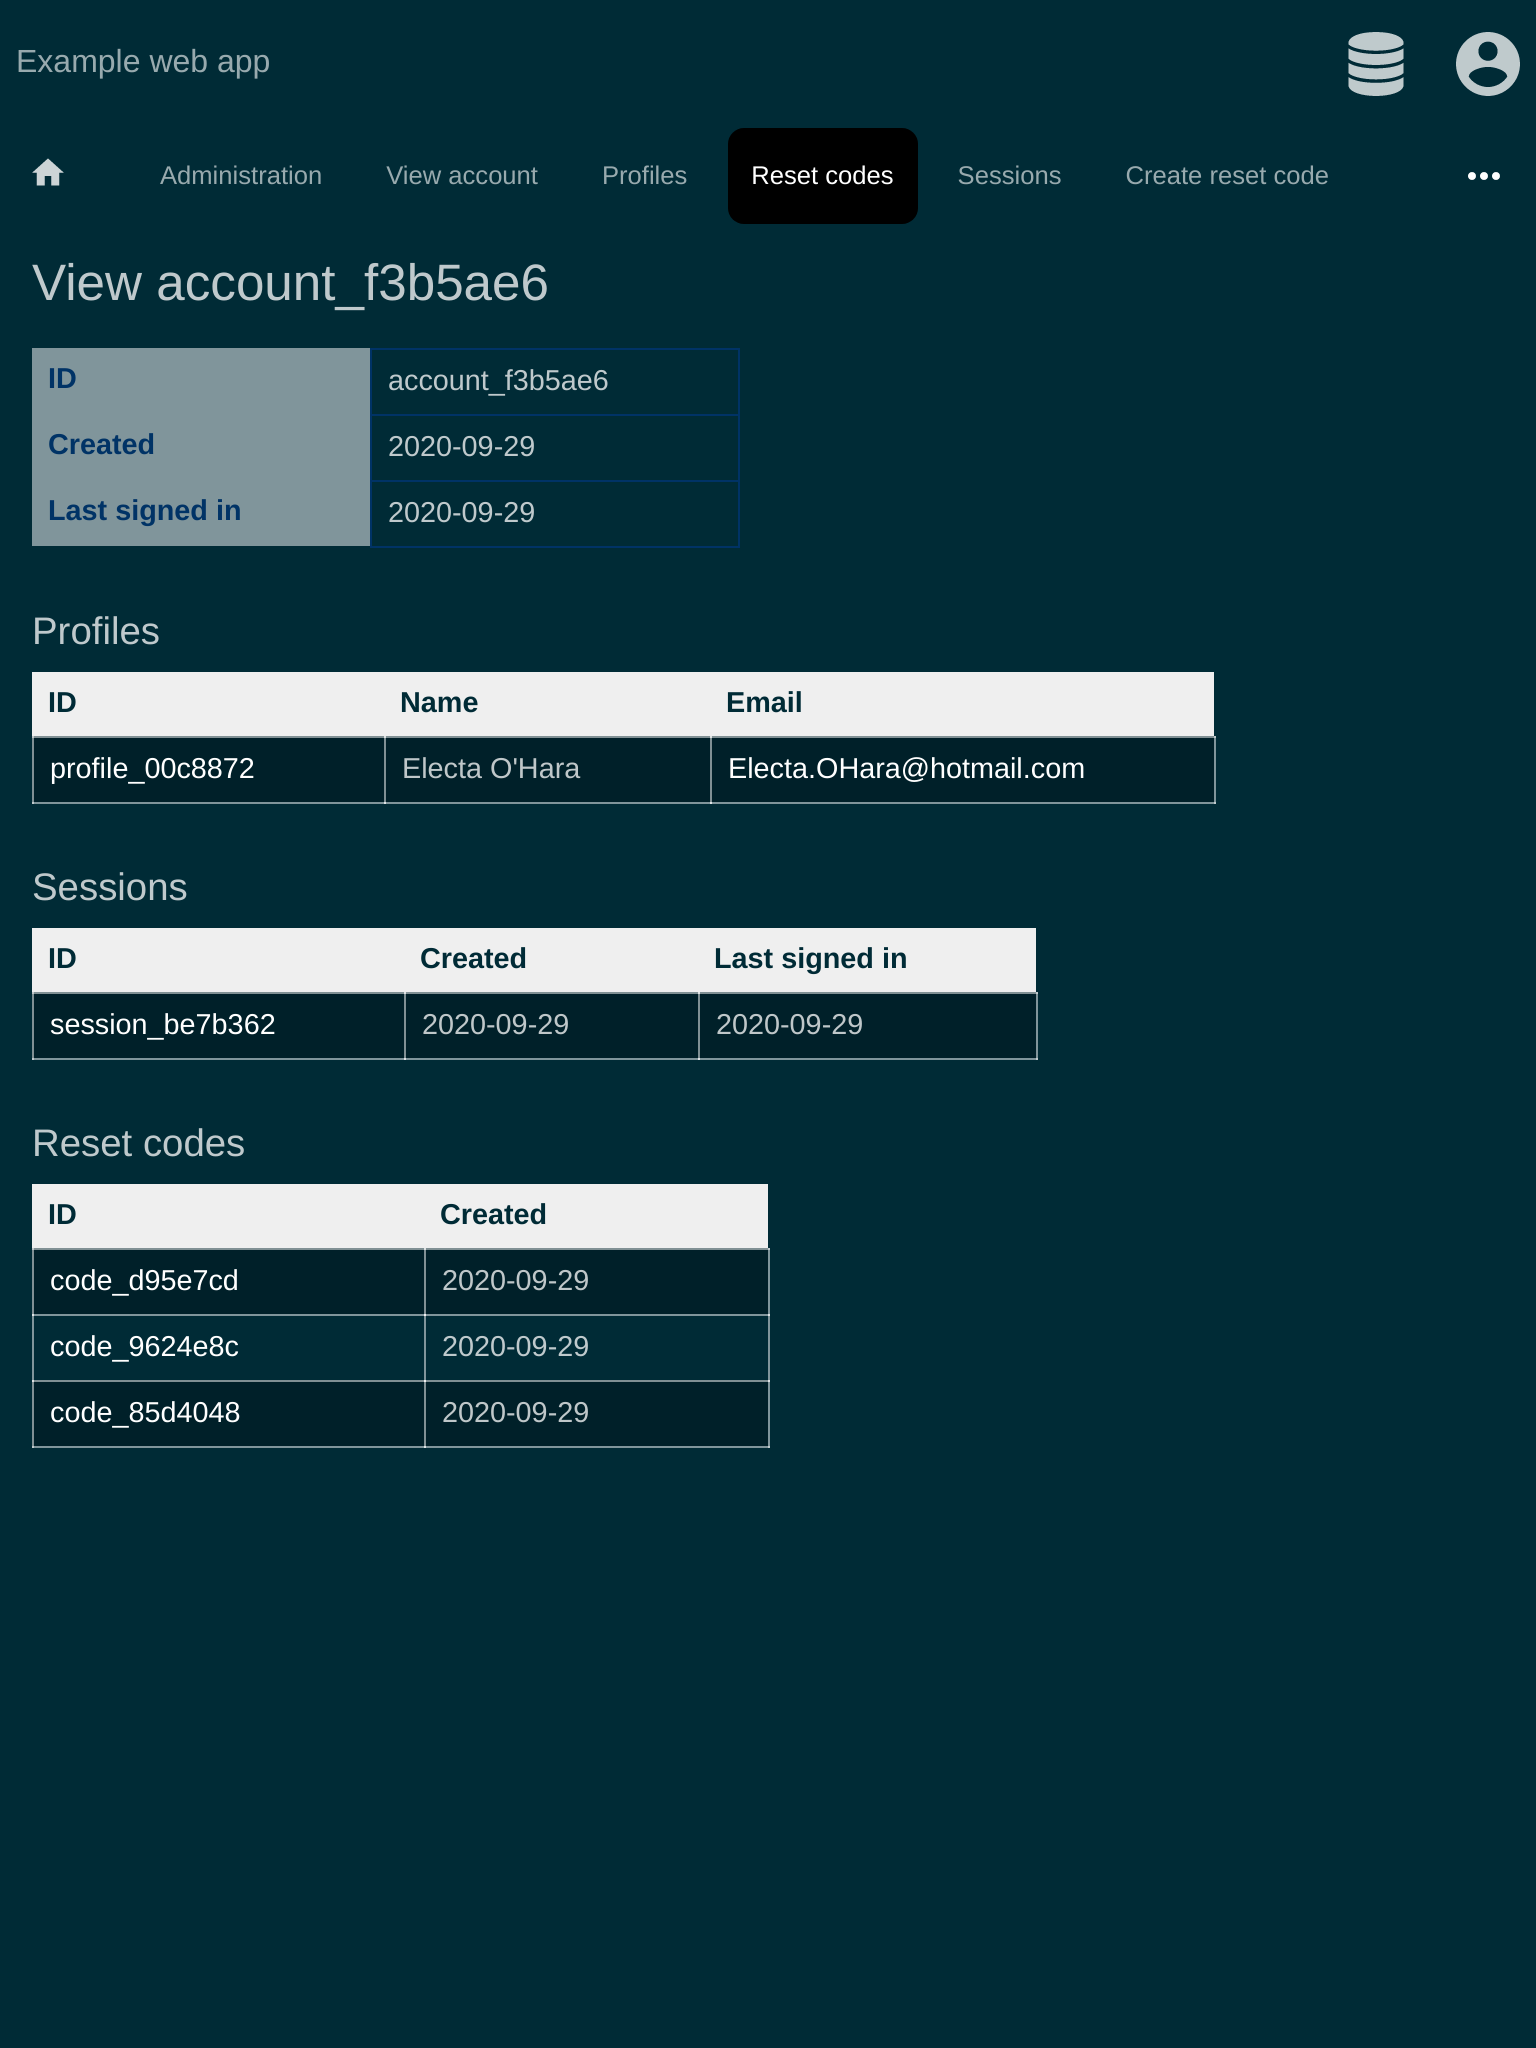 Example web app
Administration View account Profiles Reset codes Sessions Create reset code
View account_f3b5ae6
ID account_f3b5ae6
Created 2020-09-29
Last signed in 2020-09-29
Profiles
ID Name Email
profile_00c8872 Electa O'Hara Electa.OHara@hotmail.com
Sessions
ID Created Last signed in
session_be7b362 2020-09-29 2020-09-29
Reset codes
ID Created
code_d95e7cd 2020-09-29
code_9624e8c 2020-09-29
code_85d4048 2020-09-29